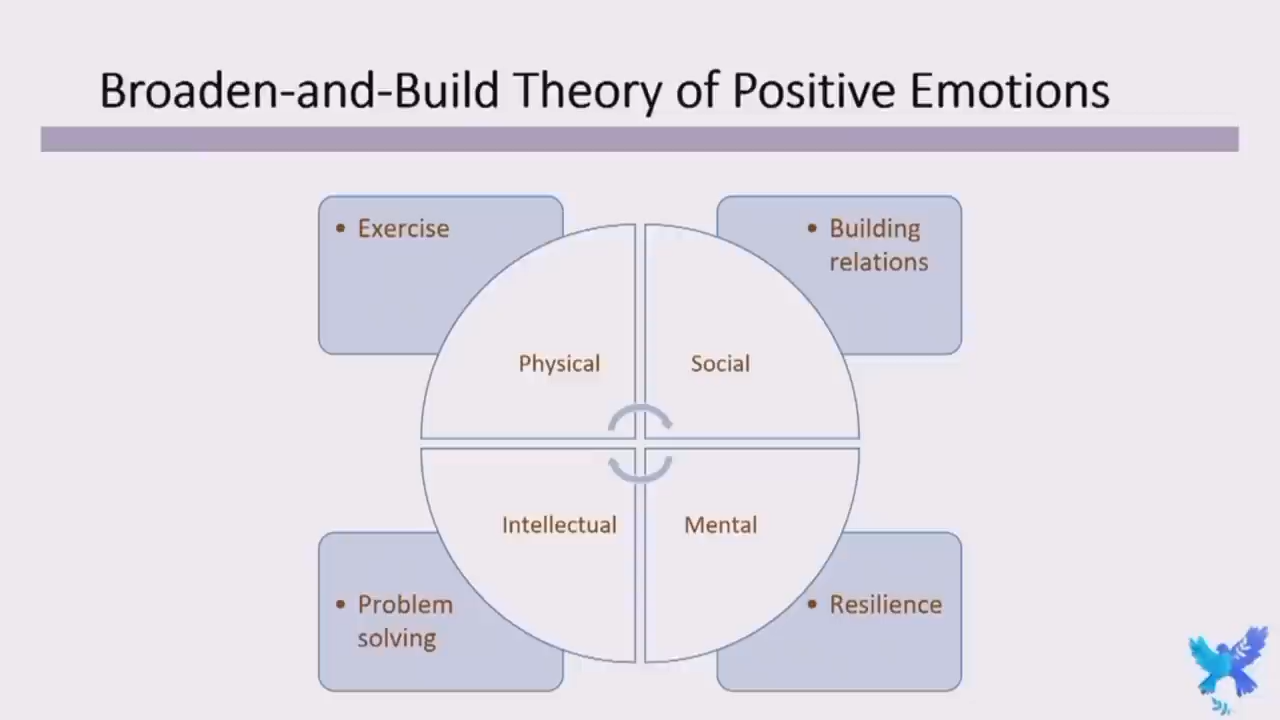 Broaden-and-Build Theory of Positive Emotions
• Exercise
• Building
relations
Physical
Social
Intellectual
Mental
• Problem
solving
• Resilience